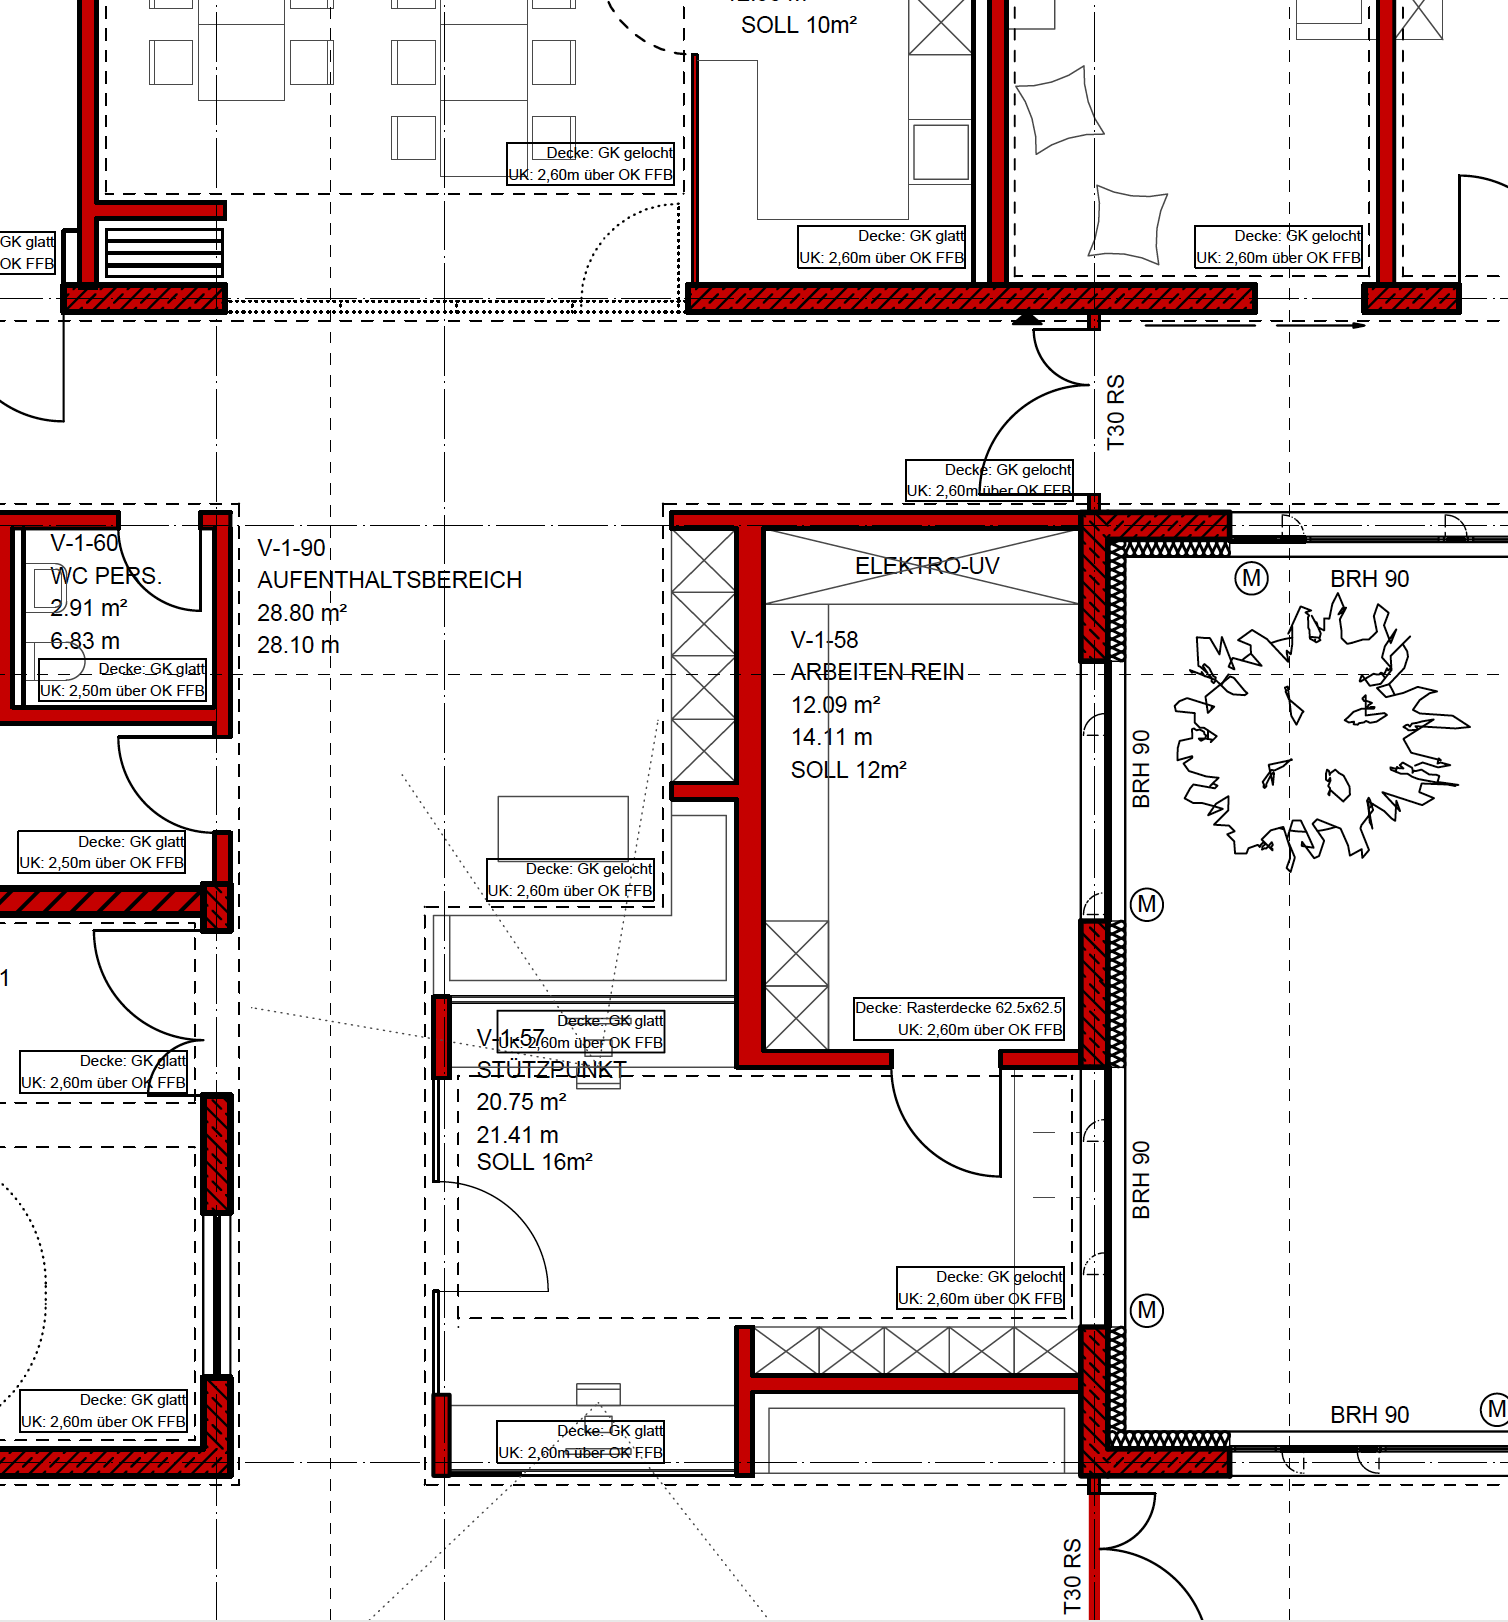 SOLL 10m²
Decke: GK gelocht
UK: 2,60m über OK FFB
GK glatt
OK FFB
Decke: GK glatt
UK: 2,60m über OK FFB
Decke: GK gelocht
UK: 2,60m über OK FFB
T30 RS
Decke: GK gelocht
UK: 2,60m über OK FFB
V-1-60
WC PERS.
2.91 m²
6.83 m
Decke: GK glatt
UK: 2,50m über OK FFB
V-1-90
AUFENTHALTSBEREICH
28.80 m²
28.10 m
ELEKTRO-UV
V-1-58
ARBEITEN REIN
12.09 m²
14.11 m
SOLL 12m²
M
BRH 90
BRH 90
Decke: GK glatt
UK: 2,50m über OK FFB
Decke: GK gelocht
UK: 2,60m über OK FFB
M
1
Decke: Rasterdecke 62.5x62.5
UK: 2,60m über OK FFB
Decke: GK glatt
UK: 2,60m über OK FFB
V-1-57
STÜTZPUNKT
20.75 m²
21.41 m
SOLL 16m²
Decke: GK glatt
UK: 2,60m über OK FFB
BRH 90
Decke: GK gelocht
UK: 2,60m über OK FFB
M
Decke: GK glatt
UK: 2,60m über OK FFB
Decke: GK glatt
UK: 2,60m über OK FFB
BRH 90
M
T30 RS